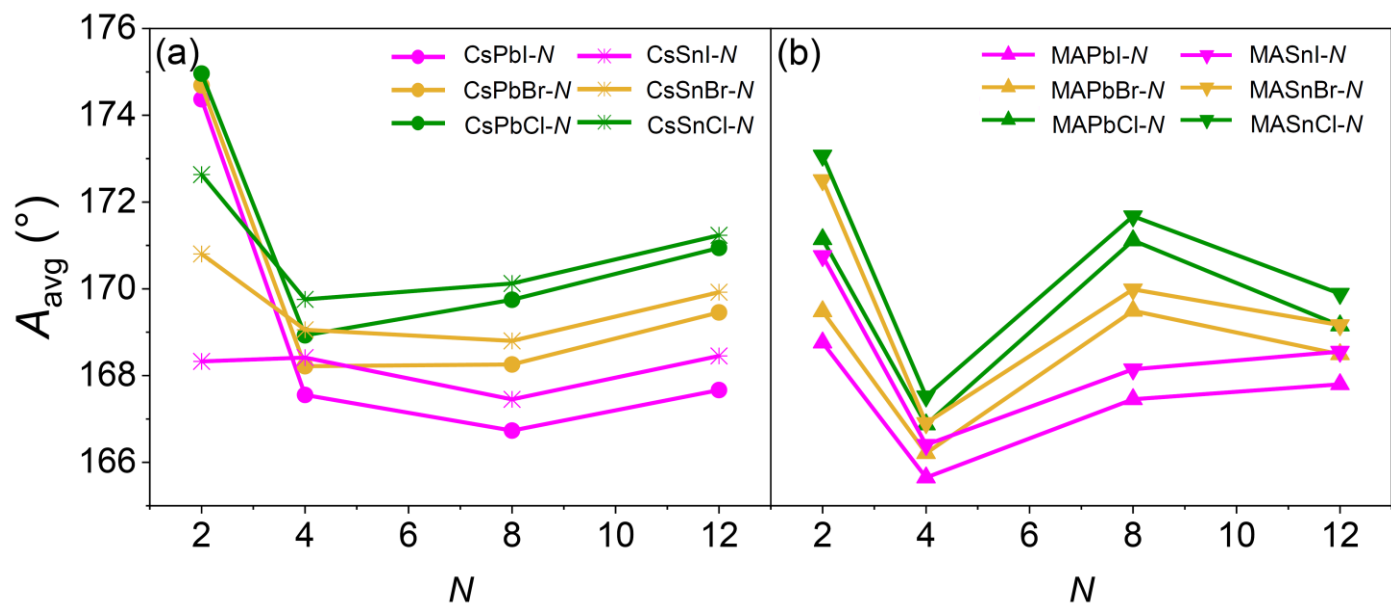 176
174
172
170
168
166
A_avg (°)
(a)
CsPbI-N
CsSnI-N
CsPbBr-N
CsSnBr-N
CsPbCl-N
CsSnCl-N
2 4 6 8 10 12
N
(b)
MAPbI-N
MASnI-N
MAPbBr-N
MASnBr-N
MAPbCl-N
MASnCl-N
2 4 6 8 10 12
N